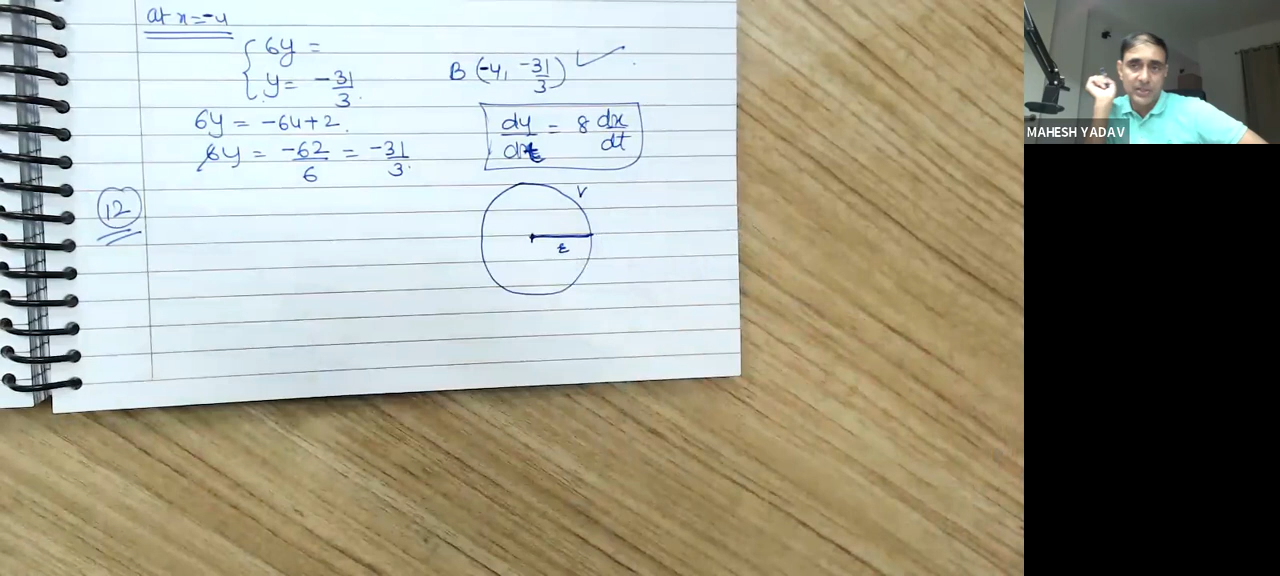 at x=-4
6y =
y = -31/3
B (-4, -31/3)
6y = -64+2
6y = -62/6 = -31/3
dy/dt = 8 dx/dt
12
r
MAHESH YADAV